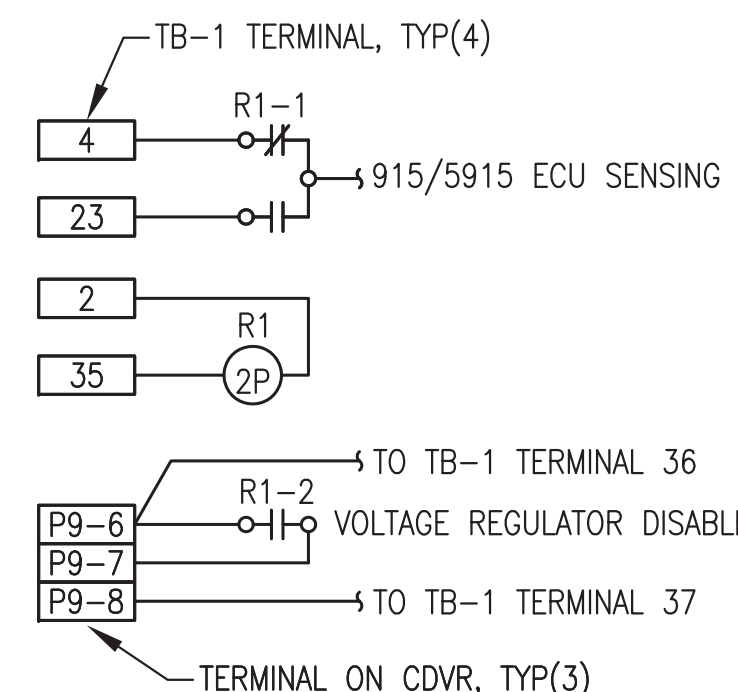 TB-1 TERMINAL, TYP(4)
R1-1
4
915/5915 ECU SENSING
23
2
R1
35
2P
TO TB-1 TERMINAL 36
R1-2
P9-6
VOLTAGE REGULATOR
P9-7
P9-8
TO TB-1 TERMINAL 37
TERMINAL ON CDVR, TYP(3)